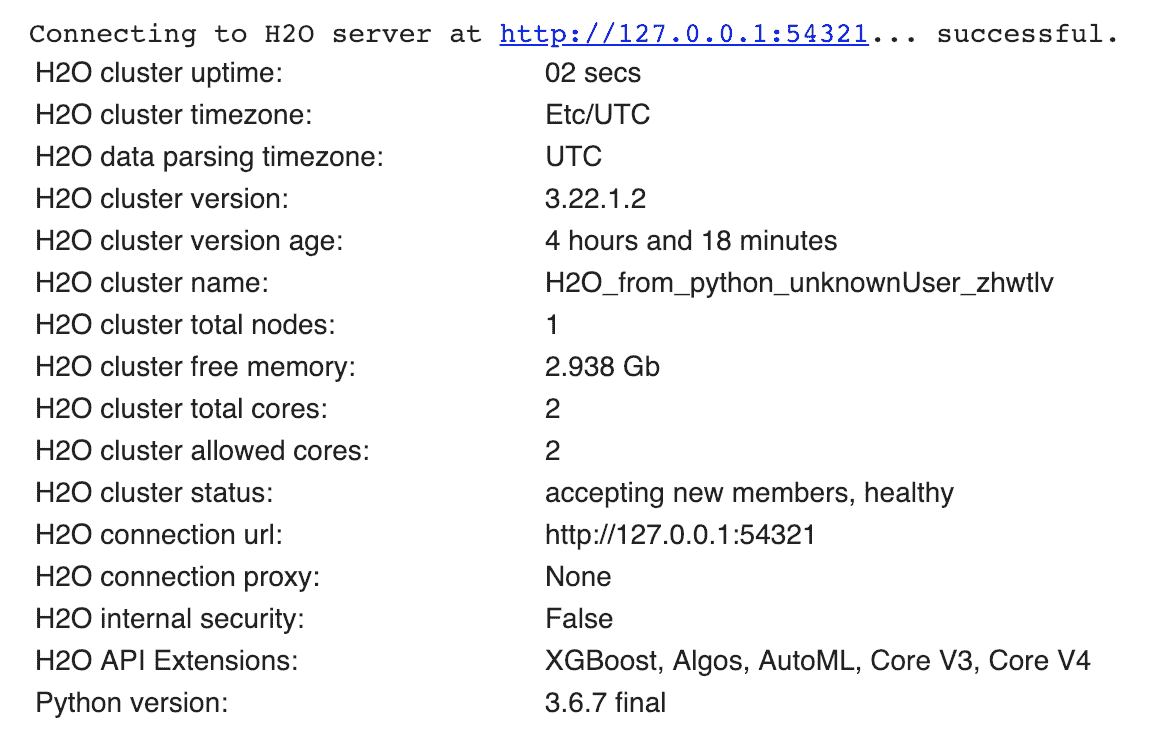 Connecting to H2O server at http://127.0.0.1:54321... successful.
H2O cluster uptime: 02 secs
H2O cluster timezone: Etc/UTC
H2O data parsing timezone: UTC
H2O cluster version: 3.22.1.2
H2O cluster version age: 4 hours and 18 minutes
H2O cluster name: H2O_from_python_unknownUser_zhwtlv
H2O cluster total nodes: 1
H2O cluster free memory: 2.938 Gb
H2O cluster total cores: 2
H2O cluster allowed cores: 2
H2O cluster status: accepting new members, healthy
H2O connection url: http://127.0.0.1:54321
H2O connection proxy: None
H2O internal security: False
H2O API Extensions: XGBoost, Algos, AutoML, Core V3, Core V4
Python version: 3.6.7 final